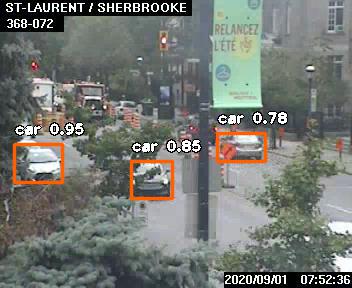 ST-LAURENT / SHERBROOKE
368-072
RELANCEZ
L'ÉTÉ
car 0.95
car 0.85
car 0.78
2020/09/01 07:52:36